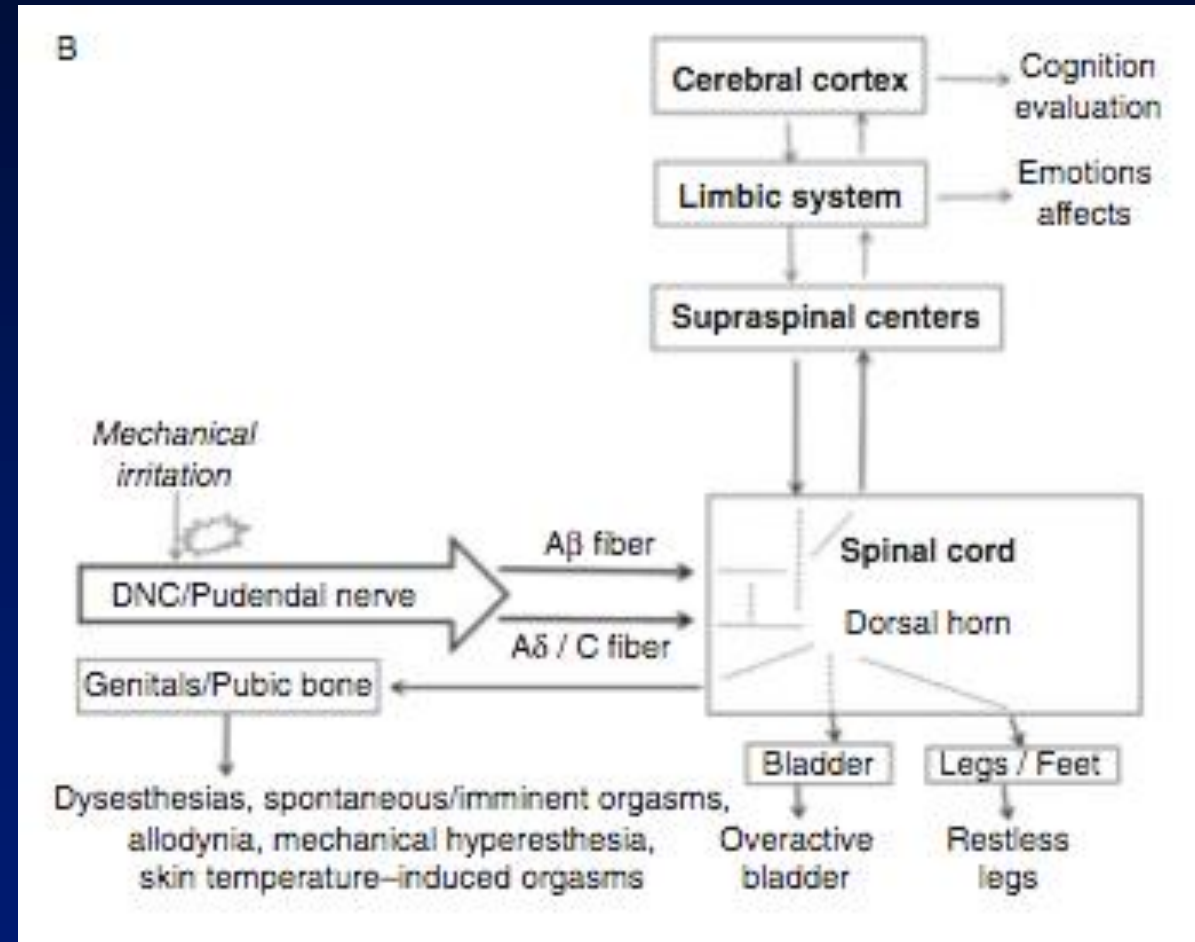 B
Cerebral cortex
Cognition
evaluation
Limbic system
Emotions
affects
Supraspinal centers
Mechanical
irritation
DNC/Pudendal nerve
Aβ fiber
Aδ / C fiber
Spinal cord
Dorsal horn
Genitals/Pubic bone
Bladder
Legs / Feet
Dysesthesias, spontaneous/imminent orgasms,
allodynia, mechanical hyperesthesia,
skin temperature–induced orgasms
Overactive
bladder
Restless
legs